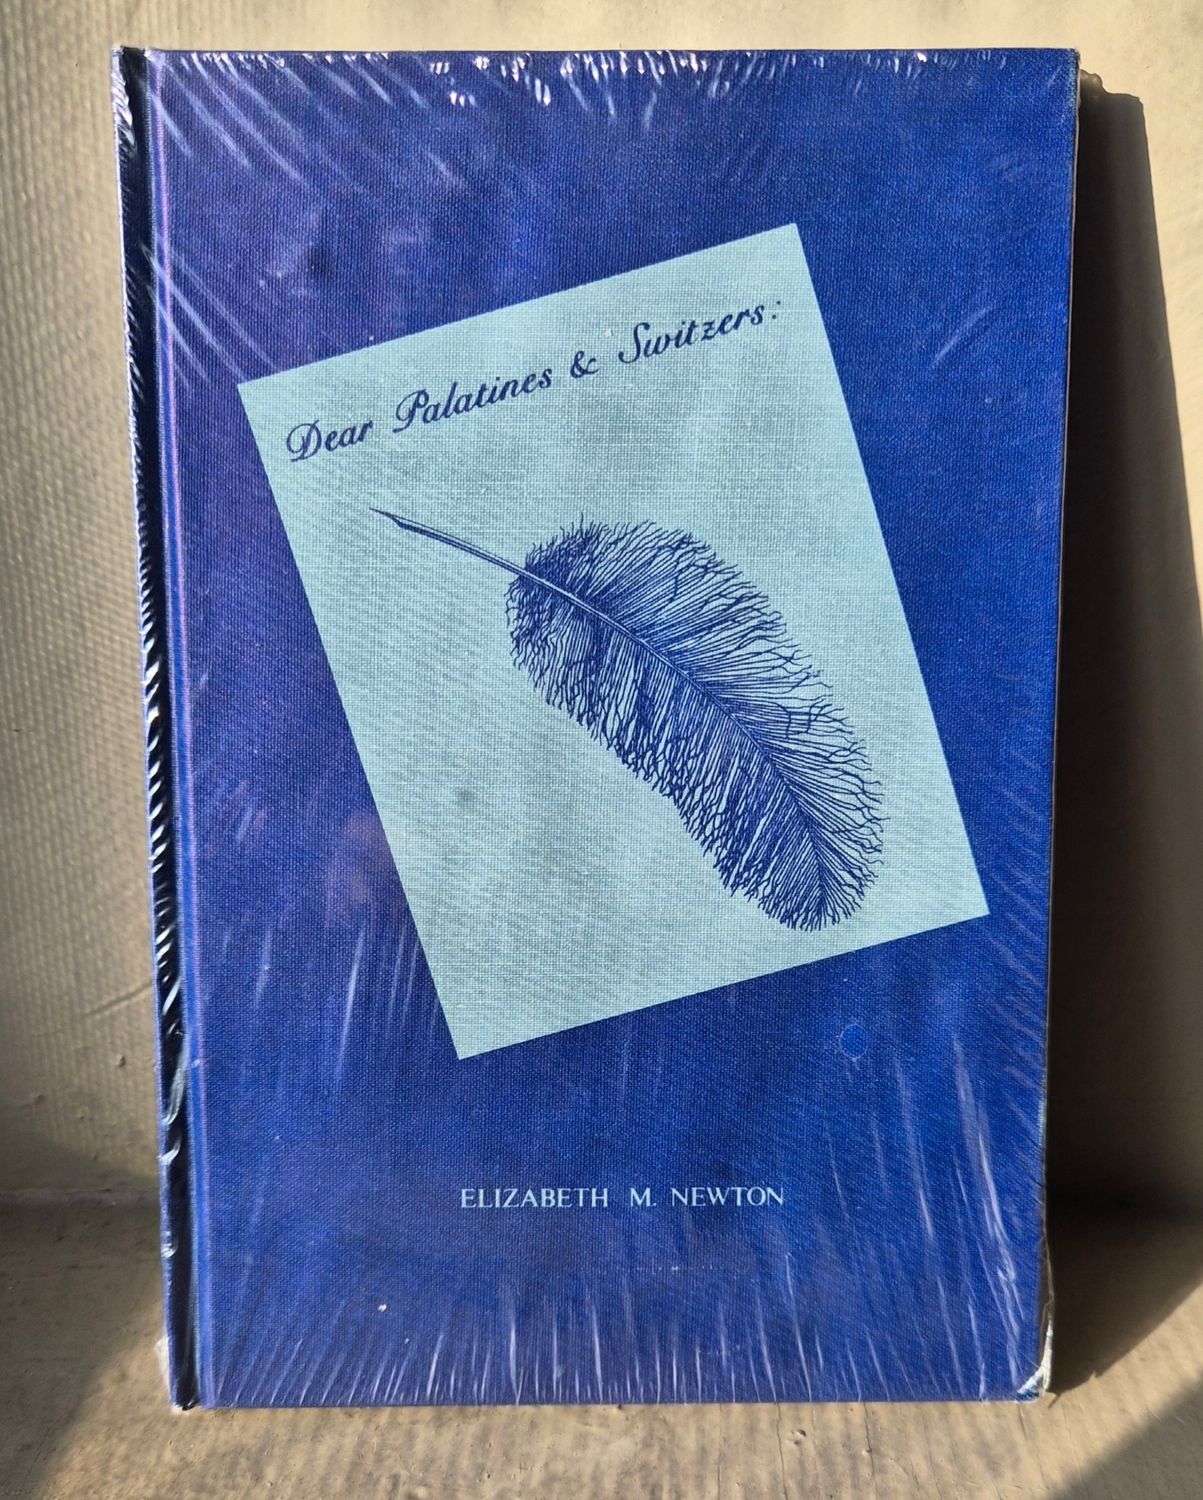 Dear Palatines & Switzers:
ELIZABETH M. NEWTON